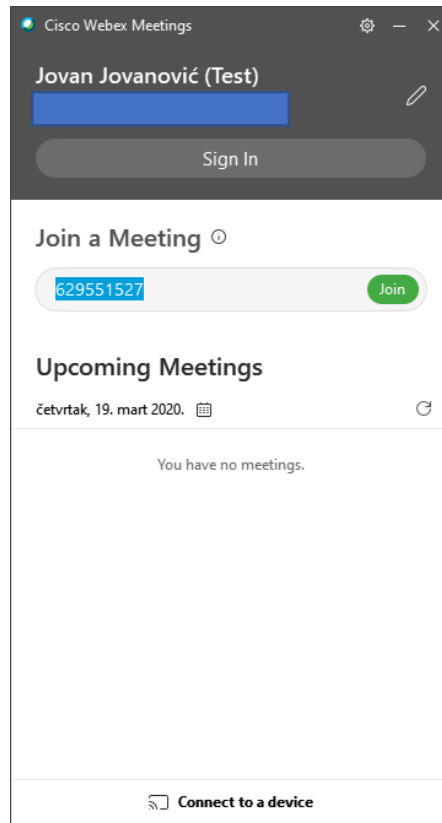 Cisco Webex Meetings
Jovan Jovanović (Test)
Sign In
Join a Meeting
629551527
Join
Upcoming Meetings
četvrtak, 19. mart 2020.
You have no meetings.
Connect to a device